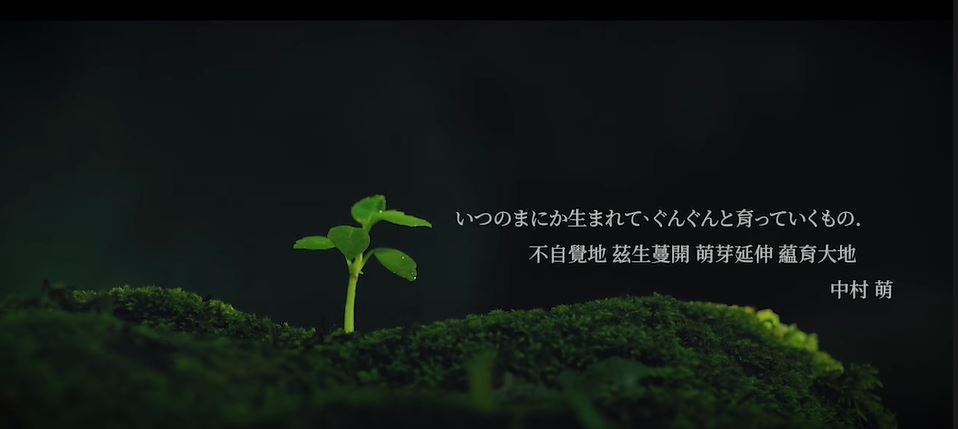 いつのまにか生まれて、ぐんぐんと育っていくもの.
不自覺地 茲生蔓開 萌芽延伸 蘊育大地
中村 萌